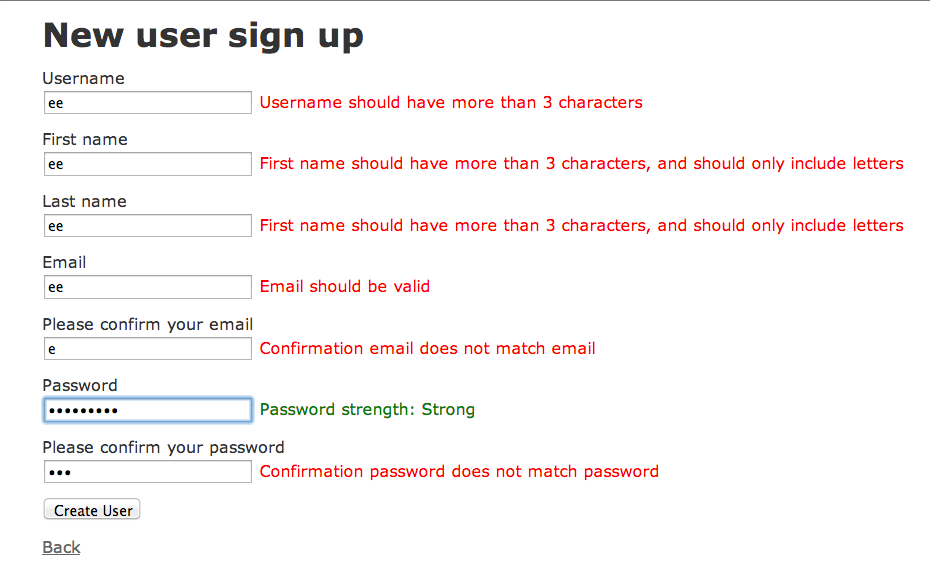 New user sign up
Username
ee Username should have more than 3 characters
First name
ee First name should have more than 3 characters, and should only include letters
Last name
ee First name should have more than 3 characters, and should only include letters
Email
ee Email should be valid
Please confirm your email
e Confirmation email does not match email
Password
••••••••• Password strength: Strong
Please confirm your password
••• Confirmation password does not match password
Create User
Back